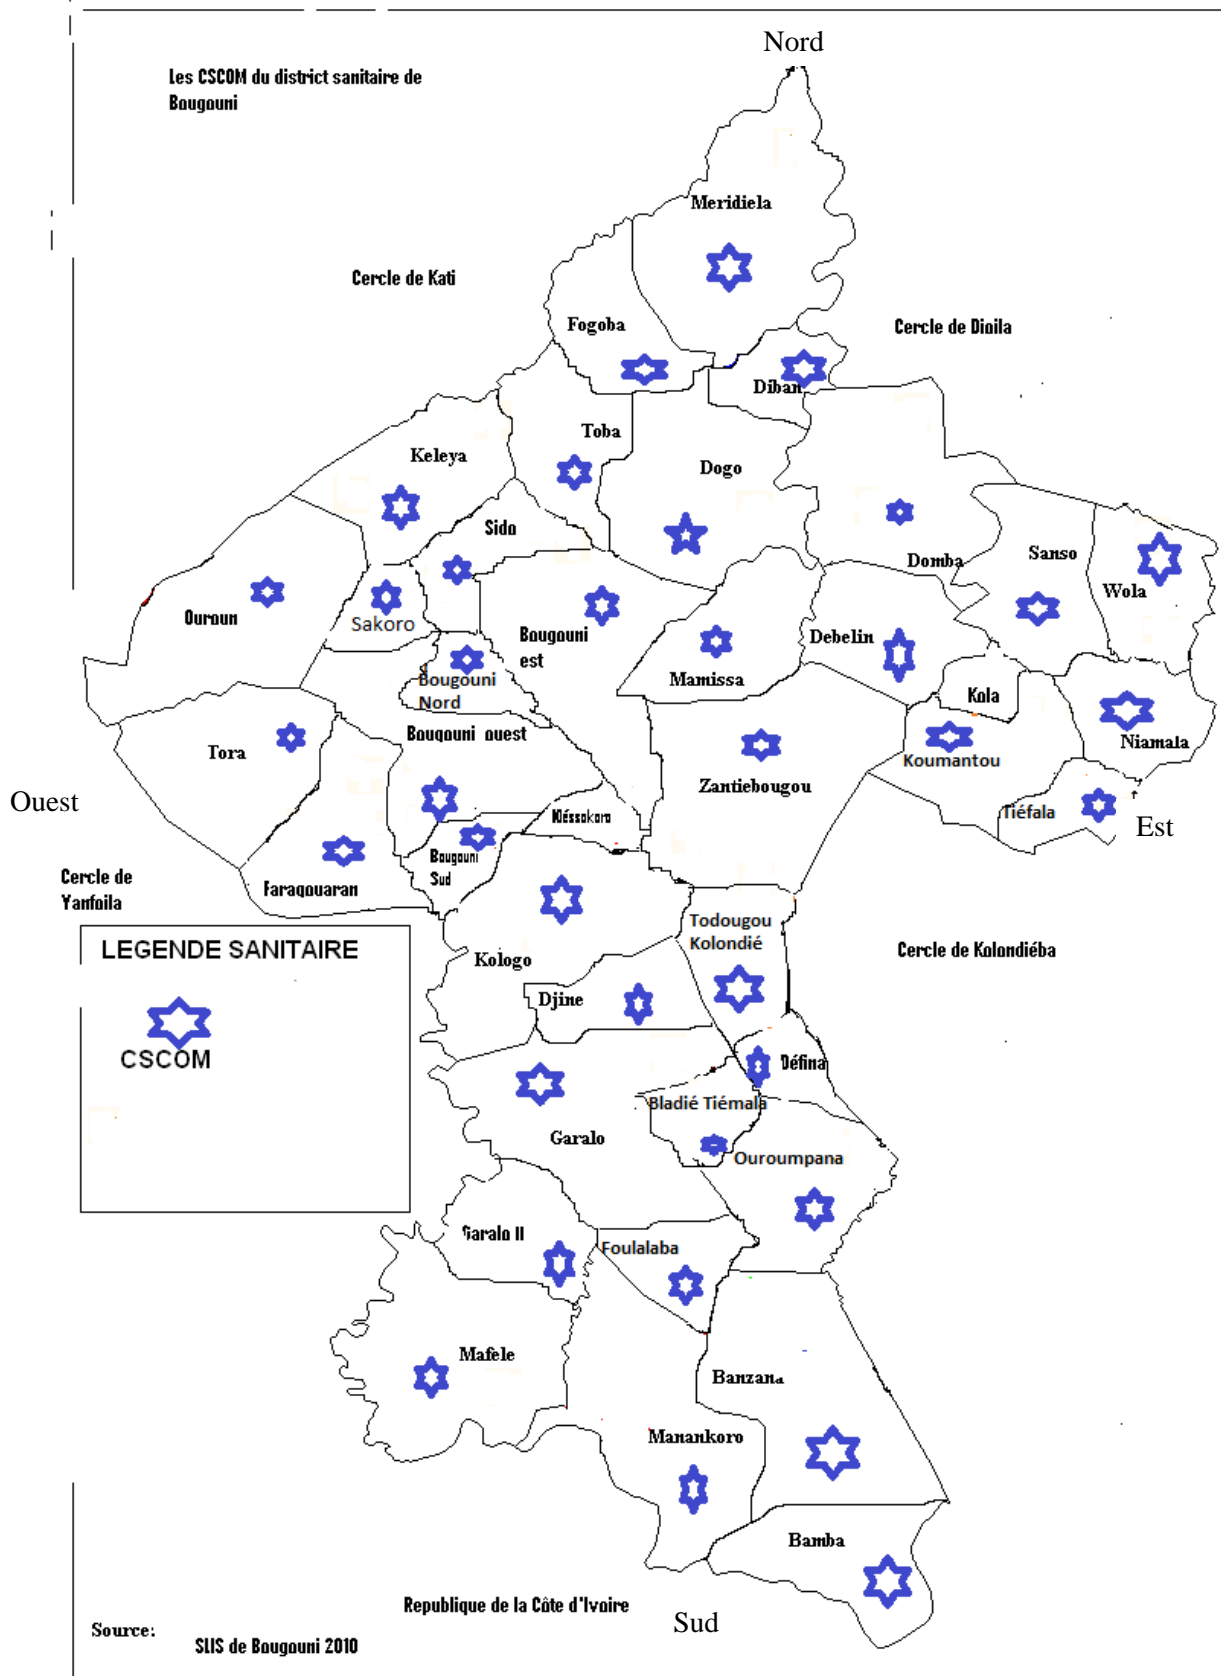 Nord
Les CSCOM du district sanitaire de
Bougouni
Meridiela
Cercle de Kati
Fogoba
Cercle de Dioila
Diban
Toba
Keleya
Dogo
Sido
Domba
Sanso
Wola
Ouroun
Sakoro
Bougouni
est
Debelin
Mamissa
Bougouni
Nord
Kola
Bougouni ouest
Tora
Koumantou
Niamala
Zantiebougou
Ouest
Kléssokoro
Tiéfala
Est
Bougouni
Sud
Cercle de
Yanfoila
Faragouaran
Todougou
Kolondié
LEGENDE SANITAIRE
Cercle de Kolondiéba
Kologo
Djine
CSCOM
Défina
Bladié Tiémala
Garalo
Ouroumpana
Garalo II
Foulalaba
Mafele
Banzana
Manankoro
Bamba
Republique de la Côte d'Ivoire
Sud
Source:
SLIS de Bougouni 2010